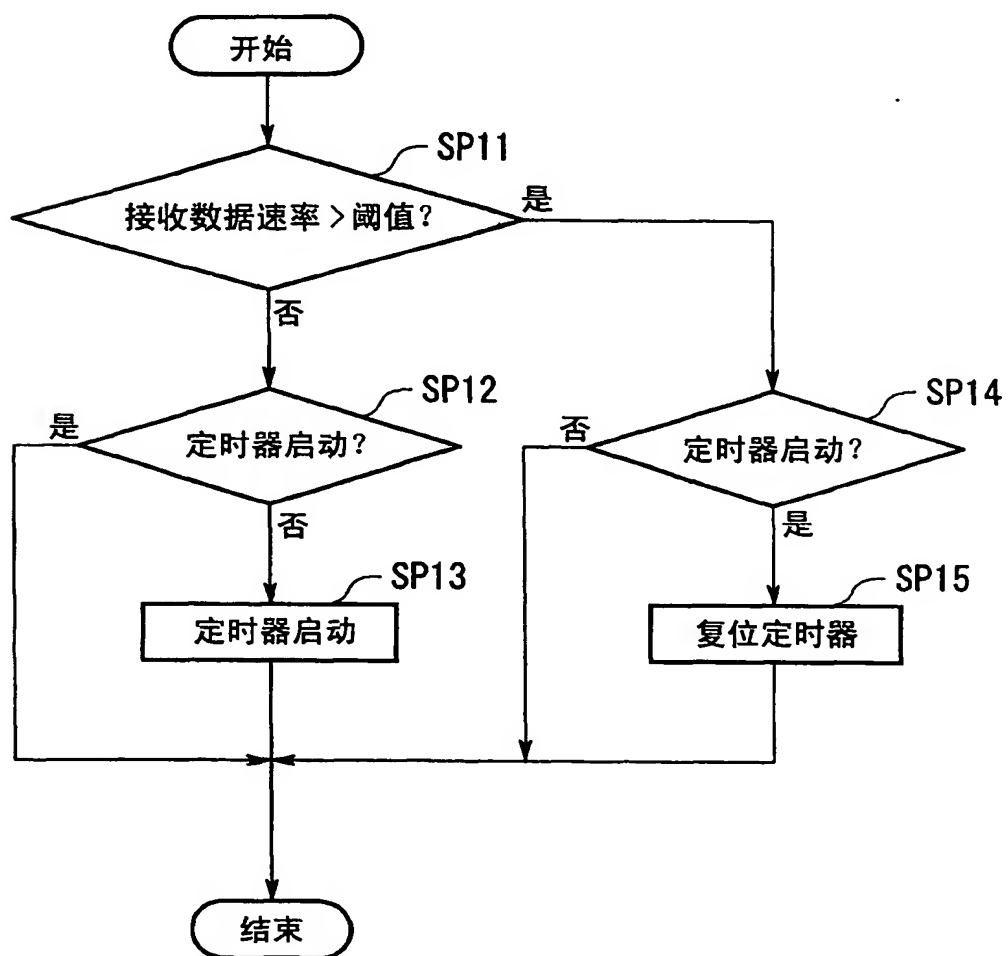 开始
SP11
接收数据速率>阈值?
是
否
SP12
是
定时器启动?
否
SP13
定时器启动
SP14
否
定时器启动?
是
SP15
复位定时器
结束